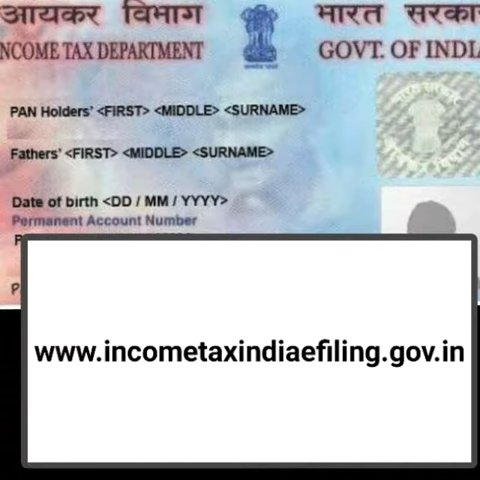 आयकर विभाग
भारत सरकार
INCOME TAX DEPARTMENT
GOVT. OF INDIA
PAN Holders' <FIRST> <MIDDLE> <SURNAME>
Fathers' <FIRST> <MIDDLE> <SURNAME>
Date of birth <DD / MM / YYYY>
Permanent Account Number
www.incometaxindiaefiling.gov.in